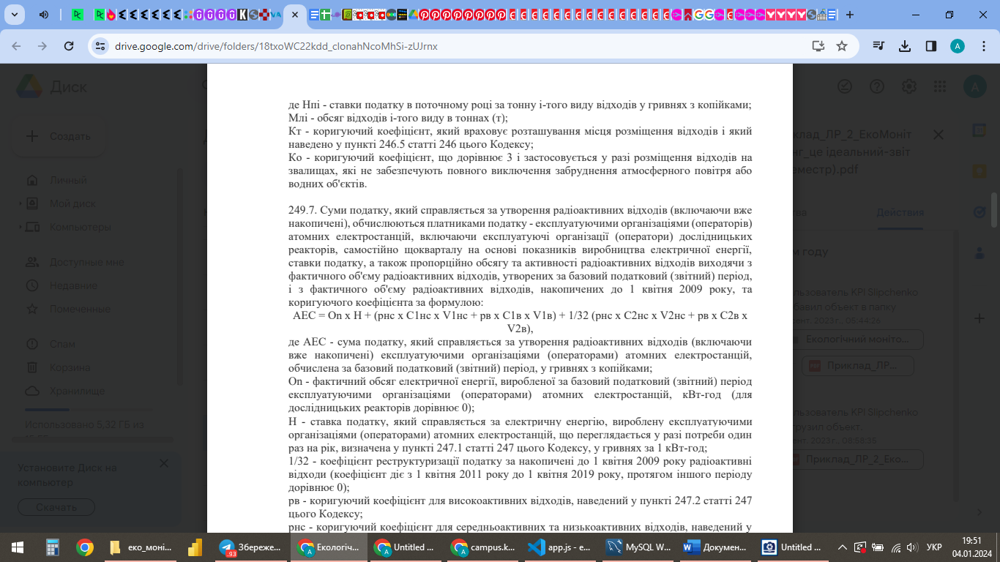 drive.google.com/drive/folders/18txoWC22kdd_clonahNcoMhSi-zUJrnx
A
Диск
A
Создать
Личный
Мой диск
Компьютеры
Доступные мне
Недавние
Помеченные
Спам
Корзина
Хранилище
Использовано 5,32 ГБ из
Установите Диск на
компьютер
Скачать
де Нпі - ставки податку в поточному році за тонну і-того виду відходів у гривнях з копійками;
Млі - обсяг відходів і-того виду в тоннах (т);
Кт - коригуючий коефіцієнт, який враховує розташування місця розміщення відходів і який
наведено у пункті 246.5 статті 246 цього Кодексу;
Ко - коригуючий коефіцієнт, що дорівнює 3 і застосовується у разі розміщення відходів на
звалищах, які не забезпечують повного виключення забруднення атмосферного повітря або
водних об'єктів.
249.7. Суми податку, який справляється за утворення радіоактивних відходів (включаючи вже
накопичені), обчислюються платниками податку - експлуатуючими організаціями (операторів)
атомних електростанцій, включаючи експлуатуючі організації (оператори) дослідницьких
реакторів, самостійно щокварталу на основі показників виробництва електричної енергії,
ставки податку, а також пропорційно обсягу та активності радіоактивних відходів виходячи з
фактичного об'єму радіоактивних відходів, утворених за базовий податковий (звітний) період,
і з фактичного об'єму радіоактивних відходів, накопичених до 1 квітня 2009 року, та
коригуючого коефіцієнта за формулою:
АЕС = On x H + (рнс x С1нс x V1нс + рв x С1в x V1в) + 1/32 (рнс x С2нс x V2нс + рв x С2в x
V2в),
де АЕС - сума податку, який справляється за утворення радіоактивних відходів (включаючи
вже накопичені) експлуатуючими організаціями (операторами) атомних електростанцій,
обчислена за базовий податковий (звітний) період, у гривнях з копійками;
On - фактичний обсяг електричної енергії, виробленої за базовий податковий (звітний) період
експлуатуючими організаціями (операторами) атомних електростанцій, кВт-год (для
дослідницьких реакторів дорівнює 0);
Н - ставка податку, який справляється за електричну енергію, вироблену експлуатуючими
організаціями (операторами) атомних електростанцій, що переглядається у разі потреби один
раз на рік, визначена у пункті 247.1 статті 247 цього Кодексу, у гривнях за 1 кВт-год;
1/32 - коефіцієнт реструктуризації податку за накопичені до 1 квітня 2009 року радіоактивні
відходи (коефіцієнт діє з 1 квітня 2011 року до 1 квітня 2019 року, протягом іншого періоду
дорівнює 0);
рв - коригуючий коефіцієнт для високоактивних відходів, наведений у пункті 247.2 статті 247
цього Кодексу;
рнс - коригуючий коефіцієнт для середньоактивних та низькоактивних відходів, наведений у
клад_ЛР_2_ЕкоМоніт
нг_це ідеальний-звіт
еместр).pdf
Действия
м году
льзователь KPI Slipchenko
бавил объект в папку
сент. 2023 г., 05:44:26
Екологічний моніто...
Приклад_ЛР...
льзователь KPI Slipchenko
грузил объект.
сент. 2023 г., 08:58:35
Приклад_ЛР_2_Еко...
еко_моні...
Збереже...
.93
Екологіч...
Untitled ...
campus.k...
app.js - e...
MySQL W...
Докумен...
Untitled ...
УКР
19:51
04.01.2024